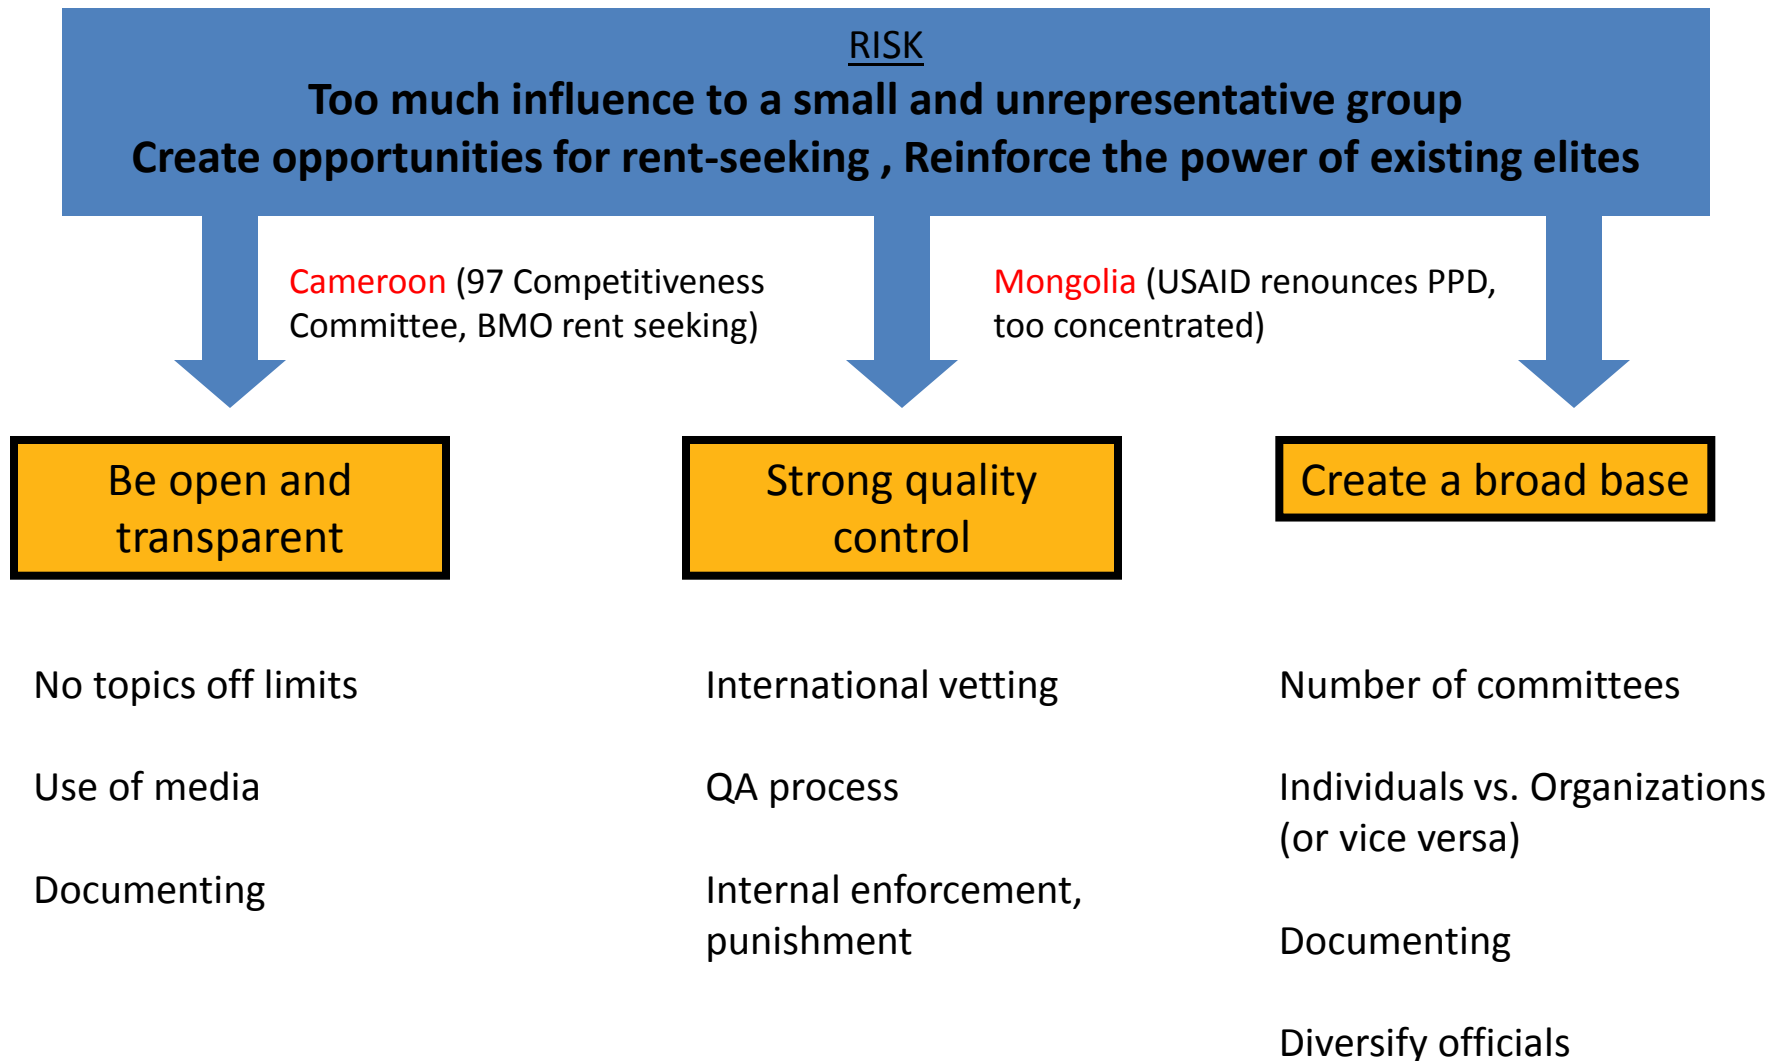 RISK
Too much influence to a small and unrepresentative group
Create opportunities for rent-seeking , Reinforce the power of existing elites
Cameroon (97 Competitiveness
Committee, BMO rent seeking)
Mongolia (USAID renounces PPD,
too concentrated)
Be open and
transparent
No topics off limits
Use of media
Documenting
Strong quality
control
International vetting
QA process
Internal enforcement,
punishment
Create a broad base
Number of committees
Individuals vs. Organizations
(or vice versa)
Documenting
Diversify officials